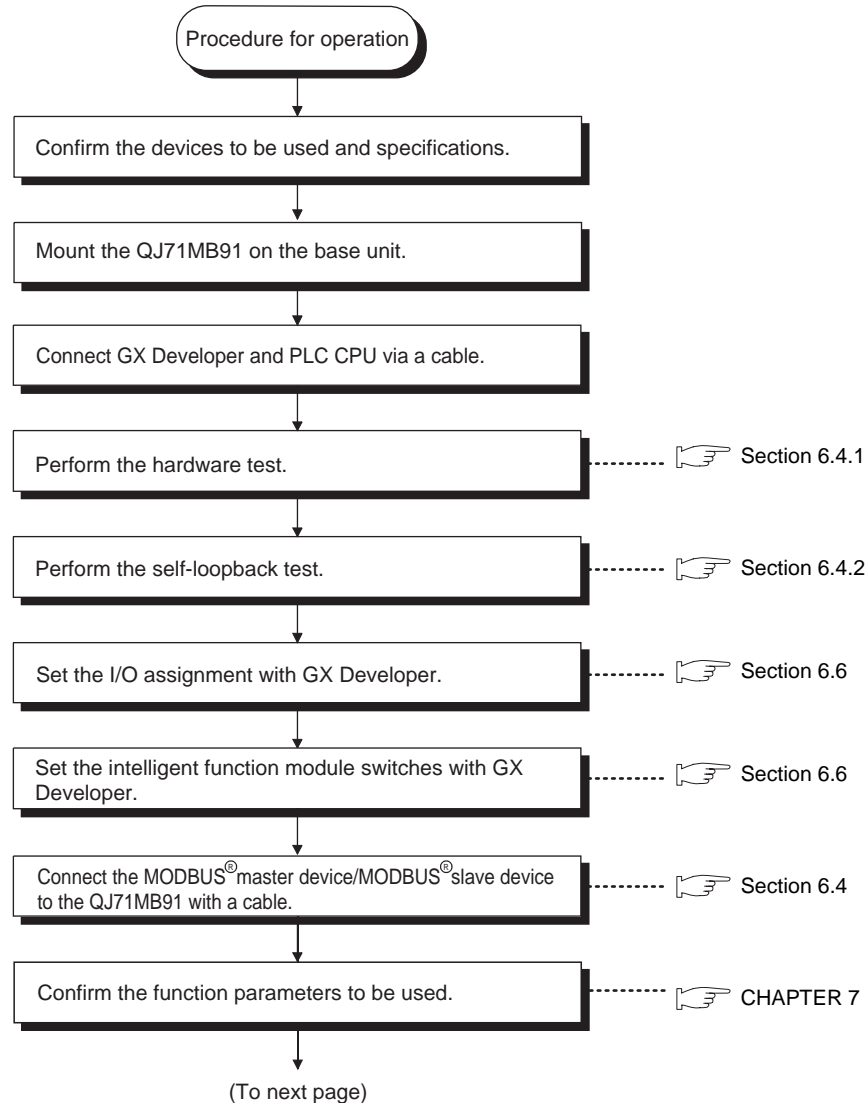 Procedure for operation
Confirm the devices to be used and specifications.
Mount the QJ71MB91 on the base unit.
Connect GX Developer and PLC CPU via a cable.
Perform the hardware test.
Section 6.4.1
Perform the self-loopback test.
Section 6.4.2
Set the I/O assignment with GX Developer.
Section 6.6
Set the intelligent function module switches with GX
Developer.
Section 6.6
Connect the MODBUS® master device/MODBUS® slave device
to the QJ71MB91 with a cable.
Section 6.4
Confirm the function parameters to be used.
CHAPTER 7
(To next page)